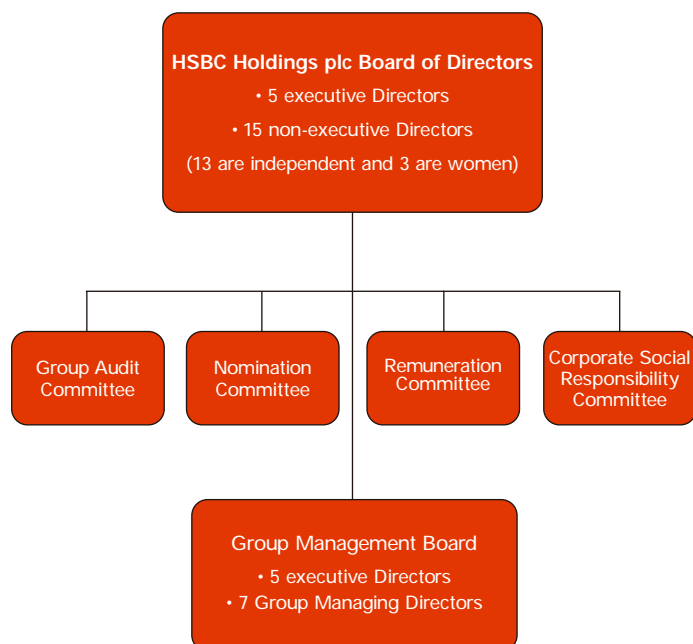 HSBC Holdings plc Board of Directors
• 5 executive Directors
• 15 non-executive Directors
(13 are independent and 3 are women)
Group Audit
Committee
Nomination
Committee
Remuneration
Committee
Corporate Social
Responsibility
Committee
Group Management Board
• 5 executive Directors
• 7 Group Managing Directors